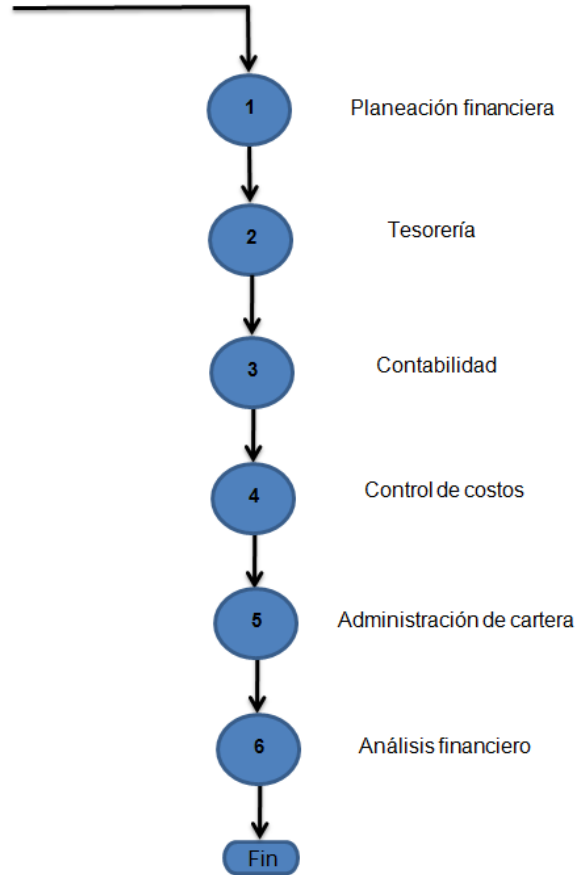 1 Planeación financiera
2 Tesorería
3 Contabilidad
4 Control de costos
5 Administración de cartera
6 Análisis financiero
Fin